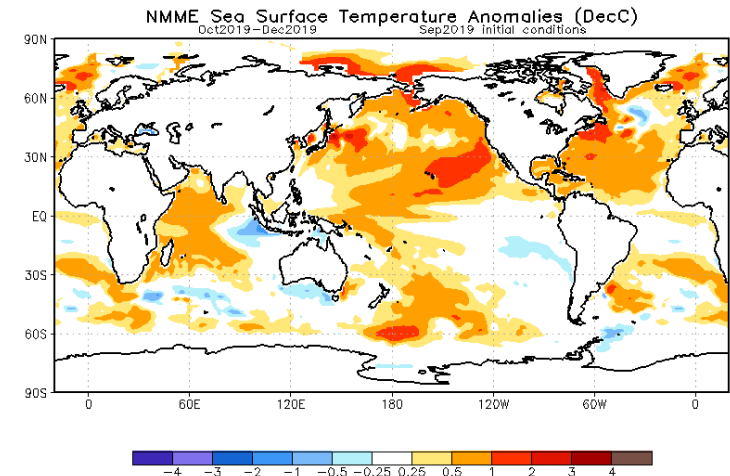 NMME Sea Surface Temperature Anomalies (DecC)
Oct2019-Dec2019 Sep2019 initial conditions
90N
60N
30N
EQ
30S
60S
90S
0 60E 120E 180 120W 60W 0
-4 -3 -2 -1 -0.5 -0.25 0.25 0.5 1 2 3 4